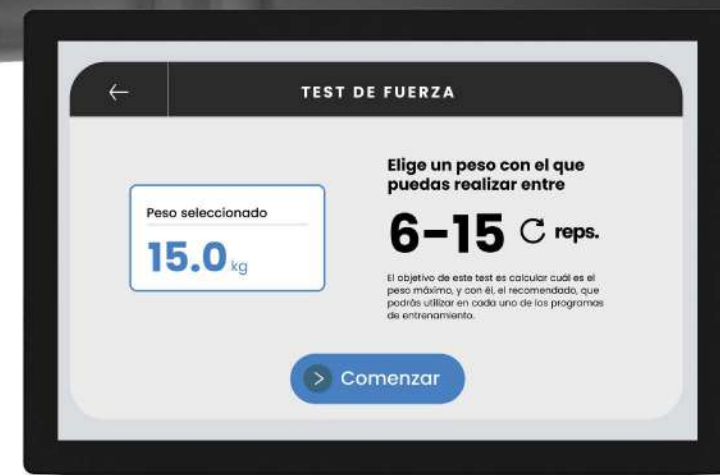 TEST DE FUERZA
Peso seleccionado
15.0 kg
Elige un peso con el que
puedas realizar entre
6-15 reps.
El objetivo de este test es calcular cuál es el
peso máximo, y con él, el recomendado, que
podrás utilizar en cada uno de los programas
de entrenamiento.
Comenzar